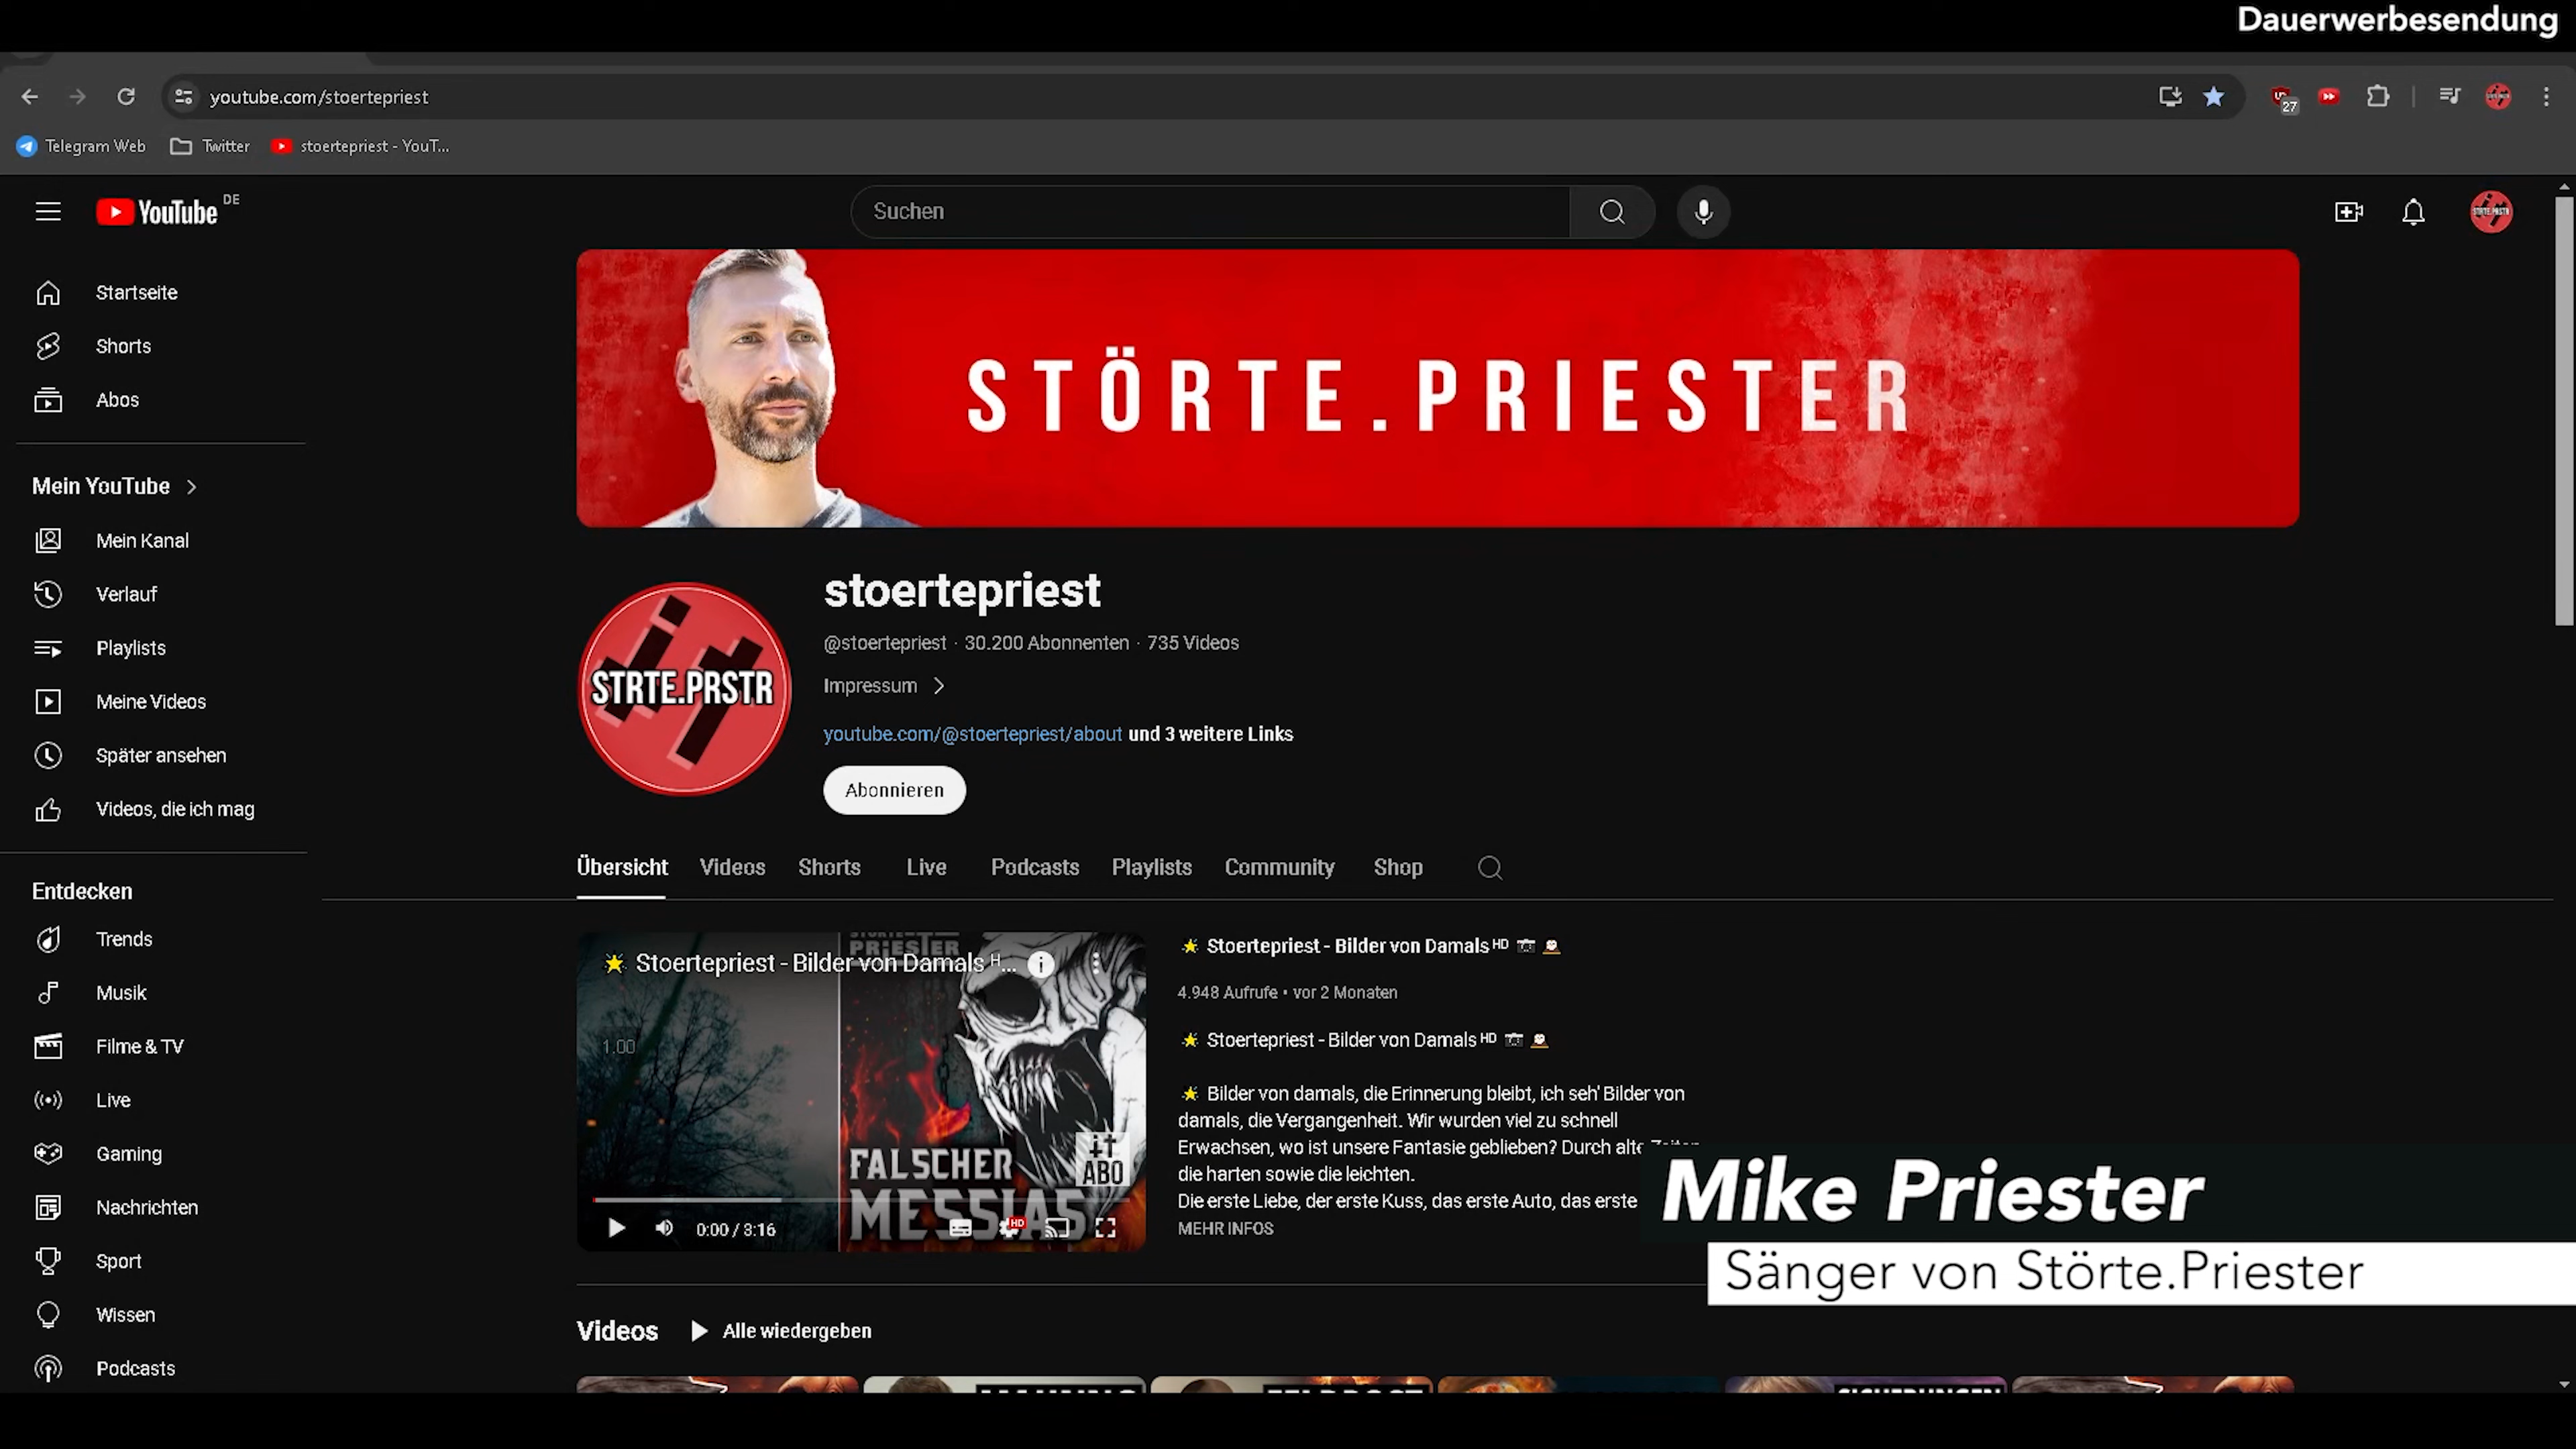 Dauerwerbesendung
youtube.com/stoertepriest
27
Telegram Web
Twitter
stoertepriest - YouT...
YouTube DE
Suchen
Startseite
Shorts
Abos
Mein YouTube
Mein Kanal
Verlauf
Playlists
Meine Videos
Später ansehen
Videos, die ich mag
Entdecken
Trends
Musik
Filme & TV
Live
Gaming
Nachrichten
Sport
Wissen
Podcasts
STÖRTE.PRIESTER
STRTE.PRSTR
stoertepriest
@stoertepriest · 30.200 Abonnenten · 735 Videos
Impressum
youtube.com/@stoertepriest/about und 3 weitere Links
Abonnieren
Übersicht Videos Shorts Live Podcasts Playlists Community Shop
PRIESTER
Stoertepriest - Bilder von Damals ᴴ...
1.00
FALSCHER
MESSIAS
ABO
0:00 / 3:16
HD
Stoertepriest - Bilder von Damals ᴴᴰ
4.948 Aufrufe • vor 2 Monaten
Stoertepriest - Bilder von Damals ᴴᴰ
Bilder von damals, die Erinnerung bleibt, ich seh' Bilder von
damals, die Vergangenheit. Wir wurden viel zu schnell
Erwachsen, wo ist unsere Fantasie geblieben? Durch alte Zeiten
die harten sowie die leichten.
Die erste Liebe, der erste Kuss, das erste Auto, das erste
MEHR INFOS
Mike Priester
Sänger von Störte.Priester
Videos
Alle wiedergeben